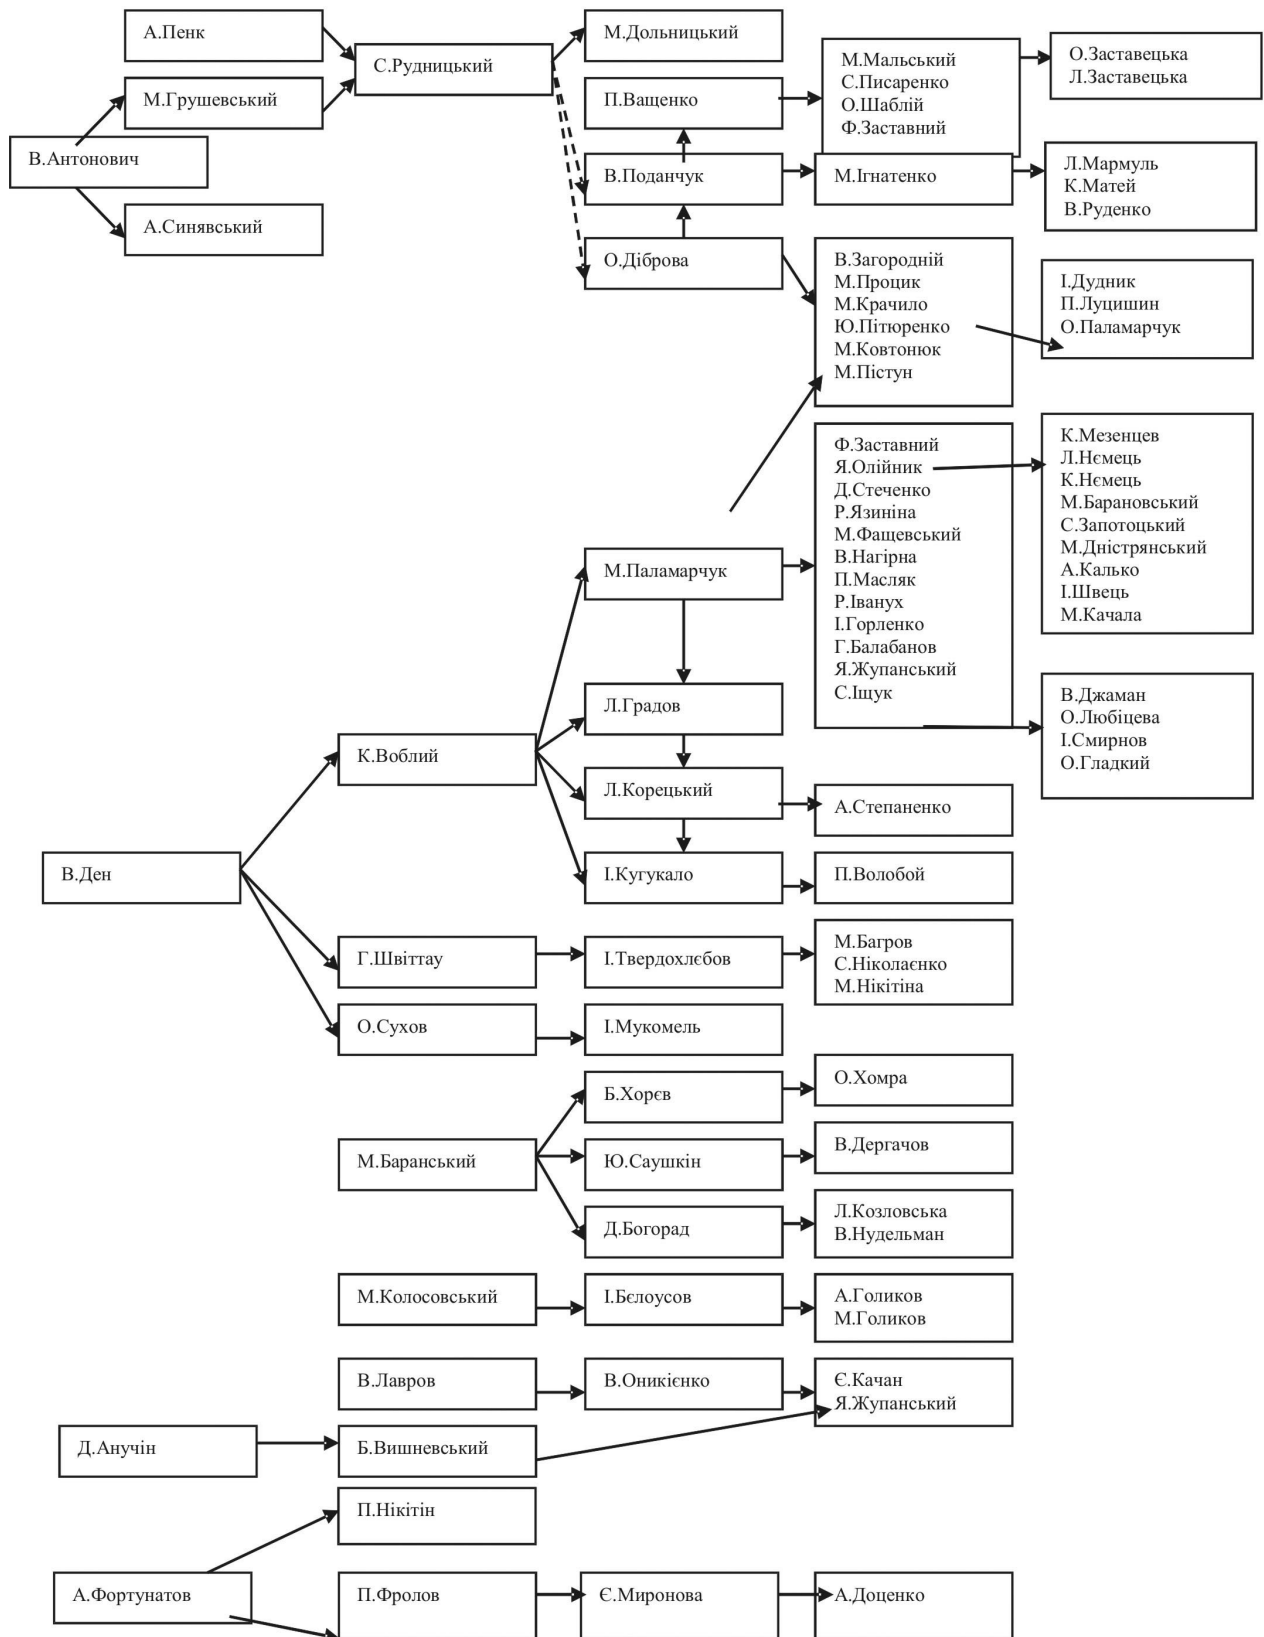 А.Пенк
М.Грушевський
В.Антонович
А.Синявський
С.Рудницький
М.Дольницький
П.Ващенко
В.Поданчук
О.Діброва
М.Мальський
С.Писаренко
О.Шаблій
Ф.Заставний
О.Заставецька
Л.Заставецька
М.Ігнатенко
Л.Мармуль
К.Матей
В.Руденко
В.Загородній
М.Процик
М.Крачило
Ю.Пітюренко
М.Ковтонюк
М.Пістун
І.Дудник
П.Луцишин
О.Паламарчук
Ф.Заставний
Я.Олійник
Д.Стеченко
Р.Язиніна
М.Фащевський
В.Нагірна
П.Масляк
Р.Іванух
І.Горленко
Г.Балабанов
Я.Жупанський
С.Іщук
К.Мезенцев
Л.Нємець
К.Нємець
М.Барановський
С.Запотоцький
М.Дністрянський
А.Калько
І.Швець
М.Качала
В.Джаман
О.Любіцева
І.Смирнов
О.Гладкий
М.Паламарчук
Л.Градов
К.Воблий
Л.Корецький
А.Степаненко
В.Ден
І.Кугукало
П.Волобой
Г.Швіттау
І.Твердохлєбов
М.Багров
С.Ніколаєнко
М.Нікітіна
О.Сухов
І.Мукомель
Б.Хорєв
О.Хомра
М.Баранський
Ю.Саушкін
В.Дергачов
Д.Богорад
Л.Козловська
В.Нудельман
М.Колосовський
І.Бєлоусов
А.Голиков
М.Голиков
В.Лавров
В.Оникієнко
Є.Качан
Я.Жупанський
Д.Анучін
Б.Вишневський
П.Нікітін
А.Фортунатов
П.Фролов
Є.Миронова
А.Доценко